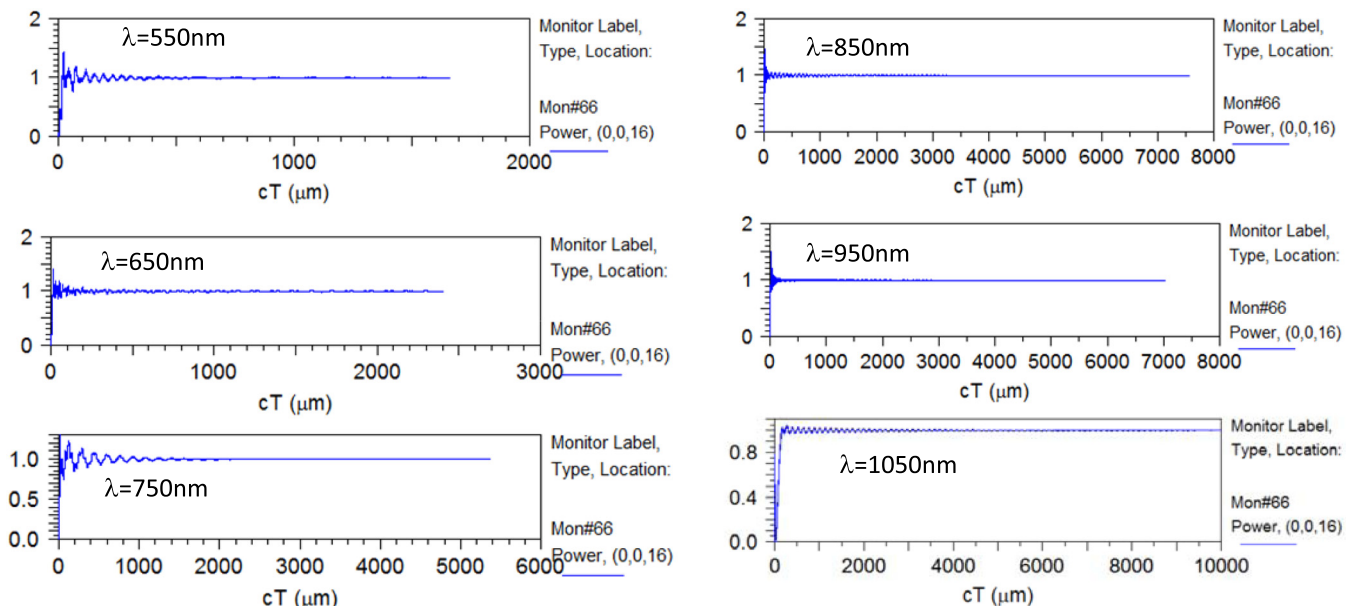 2
1
0
λ=550nm
0
1000
2000
cT (μm)
Monitor Label,
Type, Location:
Mon#66
Power, (0,0,16)
2
1
0
λ=850nm
0 1000 2000 3000 4000 5000 6000 7000 8000
cT (μm)
Monitor Label,
Type, Location:
Mon#66
Power, (0,0,16)
2
1
0
λ=650nm
0 1000 2000 3000
cT (μm)
Monitor Label,
Type, Location:
Mon#66
Power, (0,0,16)
2
1
0
λ=950nm
0 1000 2000 3000 4000 5000 6000 7000 8000
cT (μm)
Monitor Label,
Type, Location:
Mon#66
Power, (0,0,16)
1.0
0.5
0.0
λ=750nm
0 1000 2000 3000 4000 5000 6000
cT (μm)
Monitor Label,
Type, Location:
Mon#66
Power, (0,0,16)
0.8
0.4
0.0
λ=1050nm
0 2000 4000 6000 8000 10000
cT (μm)
Monitor Label,
Type, Location:
Mon#66
Power, (0,0,16)